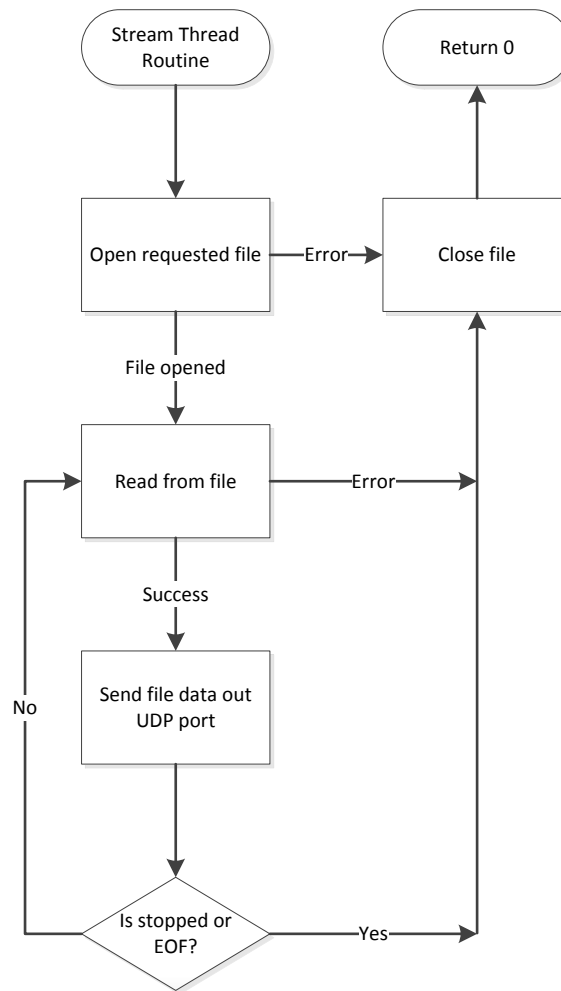 Stream Thread
Routine
Return 0
Open requested file
Error
Close file
File opened
Read from file
Error
Success
Send file data out
UDP port
No
Is stopped or
EOF?
Yes